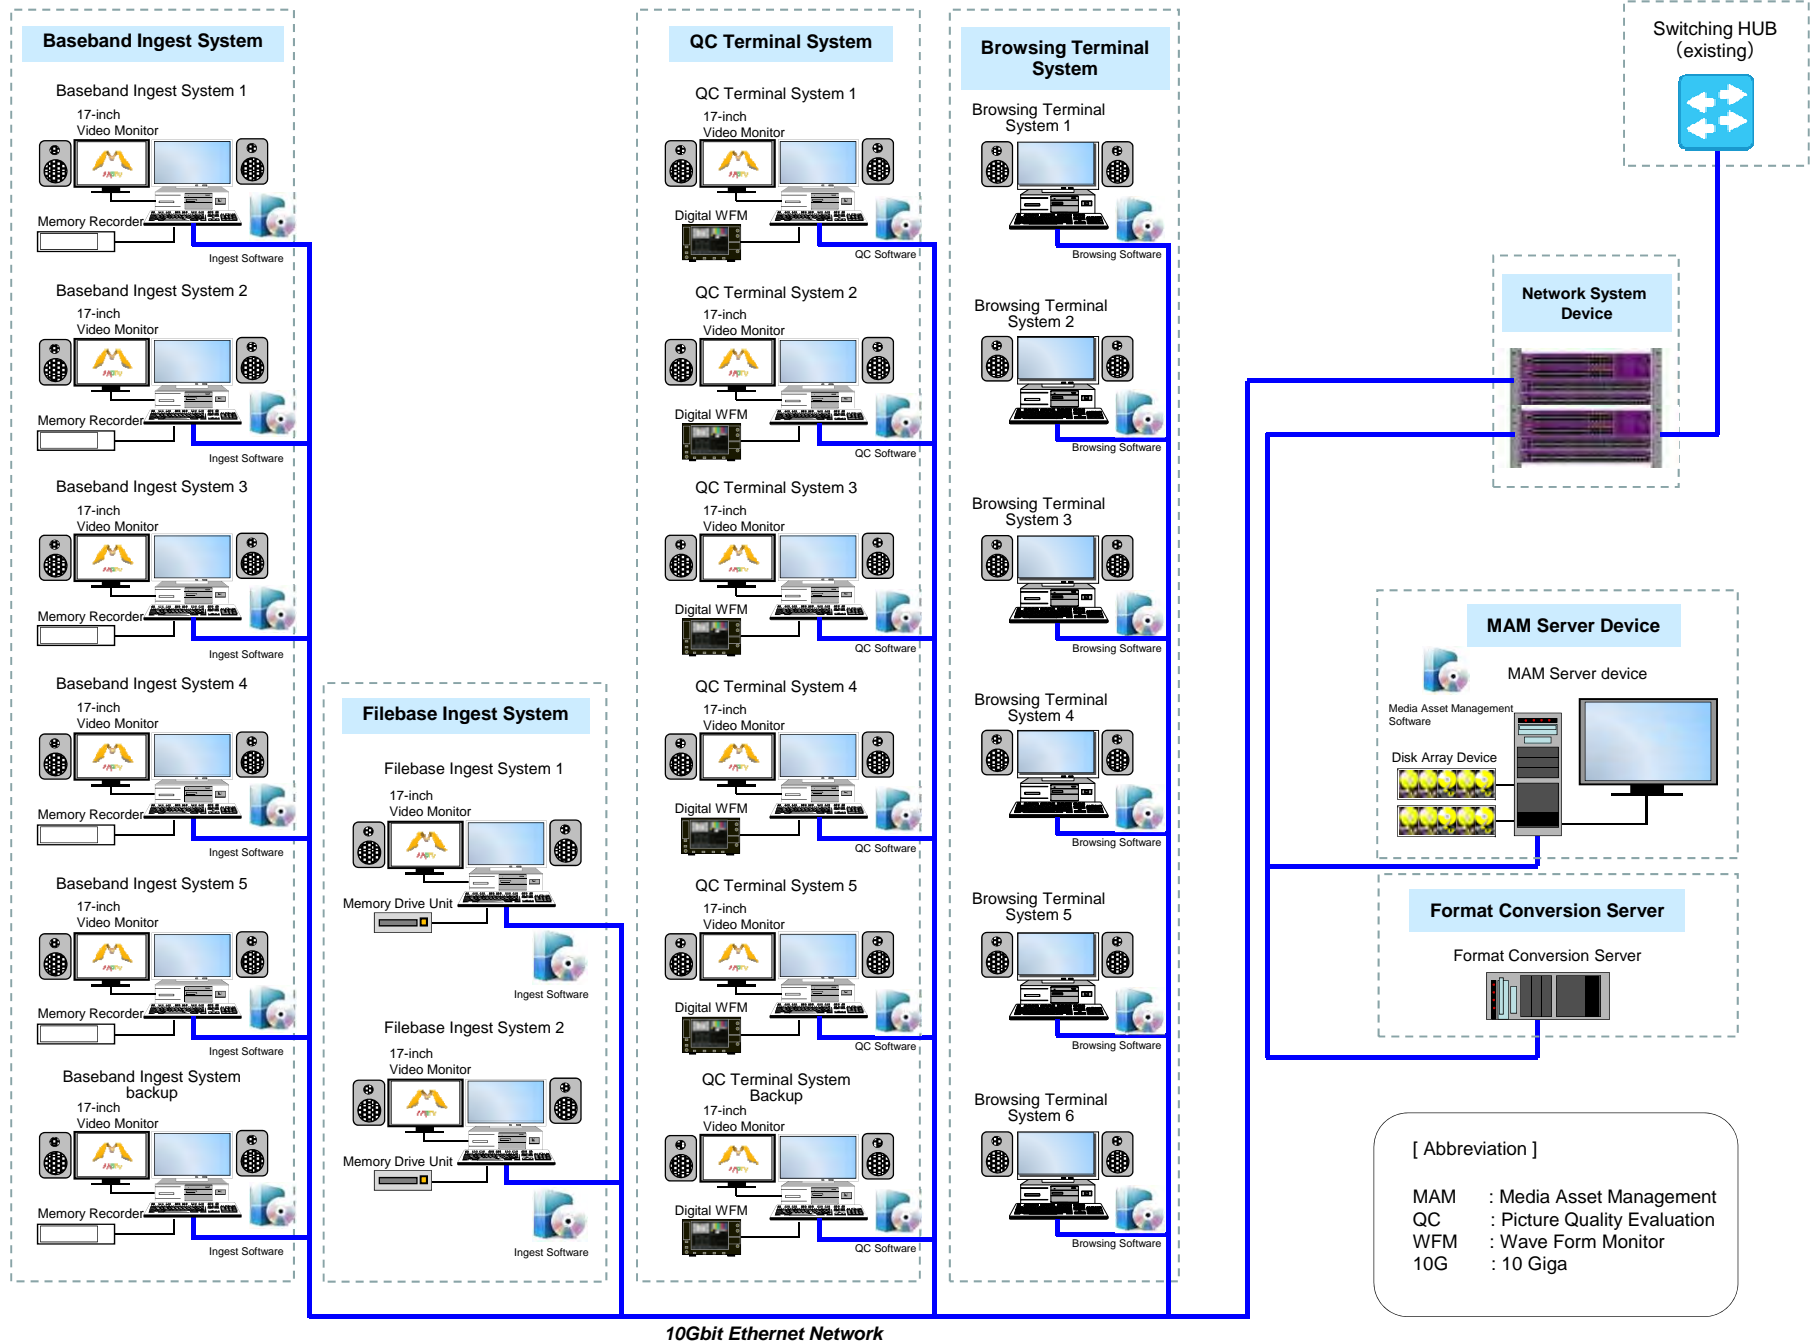 Baseband Ingest System
Baseband Ingest System 1
17-inch
Video Monitor
Memory Recorder
Ingest Software
Baseband Ingest System 2
17-inch
Video Monitor
Memory Recorder
Ingest Software
Baseband Ingest System 3
17-inch
Video Monitor
Memory Recorder
Ingest Software
Baseband Ingest System 4
17-inch
Video Monitor
Memory Recorder
Ingest Software
Baseband Ingest System 5
17-inch
Video Monitor
Memory Recorder
Ingest Software
Baseband Ingest System
backup
17-inch
Video Monitor
Memory Recorder
Ingest Software
Filebase Ingest System
Filebase Ingest System 1
17-inch
Video Monitor
Memory Drive Unit
Ingest Software
Filebase Ingest System 2
17-inch
Video Monitor
Memory Drive Unit
Ingest Software
QC Terminal System
QC Terminal System 1
17-inch
Video Monitor
Digital WFM
QC Software
QC Terminal System 2
17-inch
Video Monitor
Digital WFM
QC Software
QC Terminal System 3
17-inch
Video Monitor
Digital WFM
QC Software
QC Terminal System 4
17-inch
Video Monitor
Digital WFM
QC Software
QC Terminal System 5
17-inch
Video Monitor
Digital WFM
QC Software
QC Terminal System
Backup
17-inch
Video Monitor
Digital WFM
QC Software
Browsing Terminal
System
Browsing Terminal
System 1
Browsing Software
Browsing Terminal
System 2
Browsing Software
Browsing Terminal
System 3
Browsing Software
Browsing Terminal
System 4
Browsing Software
Browsing Terminal
System 5
Browsing Software
Browsing Terminal
System 6
Browsing Software
10Gbit Ethernet Network
Switching HUB
（existing）
Network System
Device
MAM Server Device
MAM Server device
Media Asset Management
Software
Disk Array Device
Format Conversion Server
Format Conversion Server
[ Abbreviation ]
MAM : Media Asset Management
QC : Picture Quality Evaluation
WFM : Wave Form Monitor
10G : 10 Giga